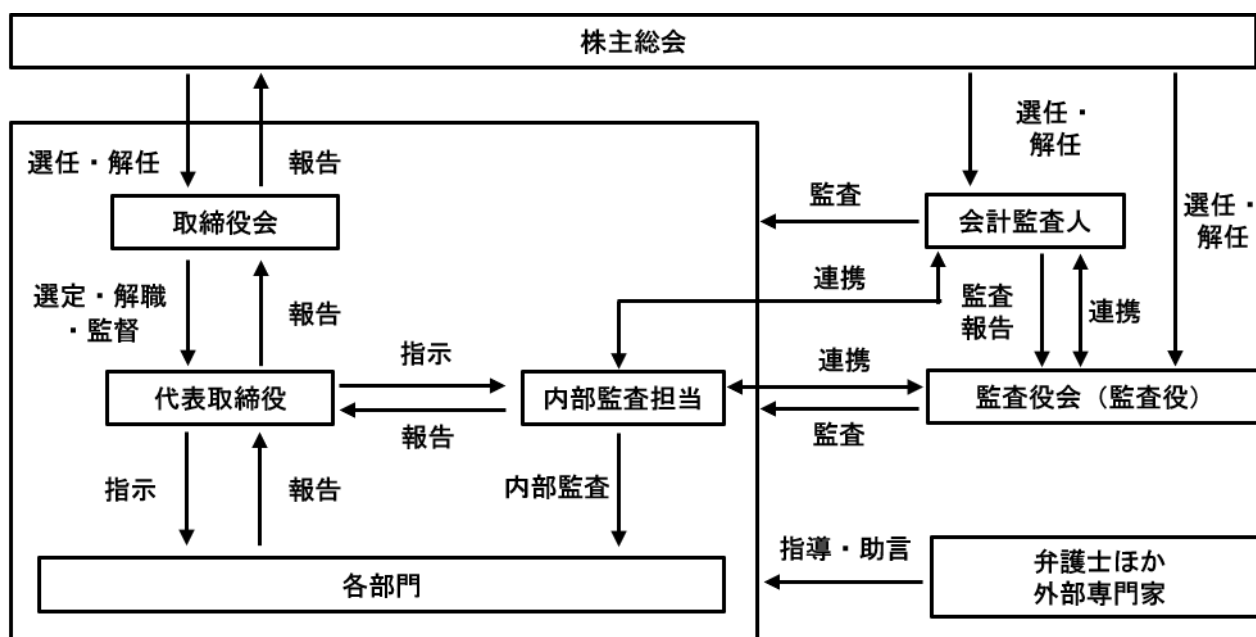 株主総会
選任・解任
報告
選任・
解任
選任・
解任
取締役会
監査
会計監査人
選定・解職
・監督
報告
連携
監査
報告
連携
代表取締役
指示
報告
内部監査担当
連携
監査
監査役会（監査役）
指示
報告
内部監査
指導・助言
弁護士ほか
外部専門家
各部門